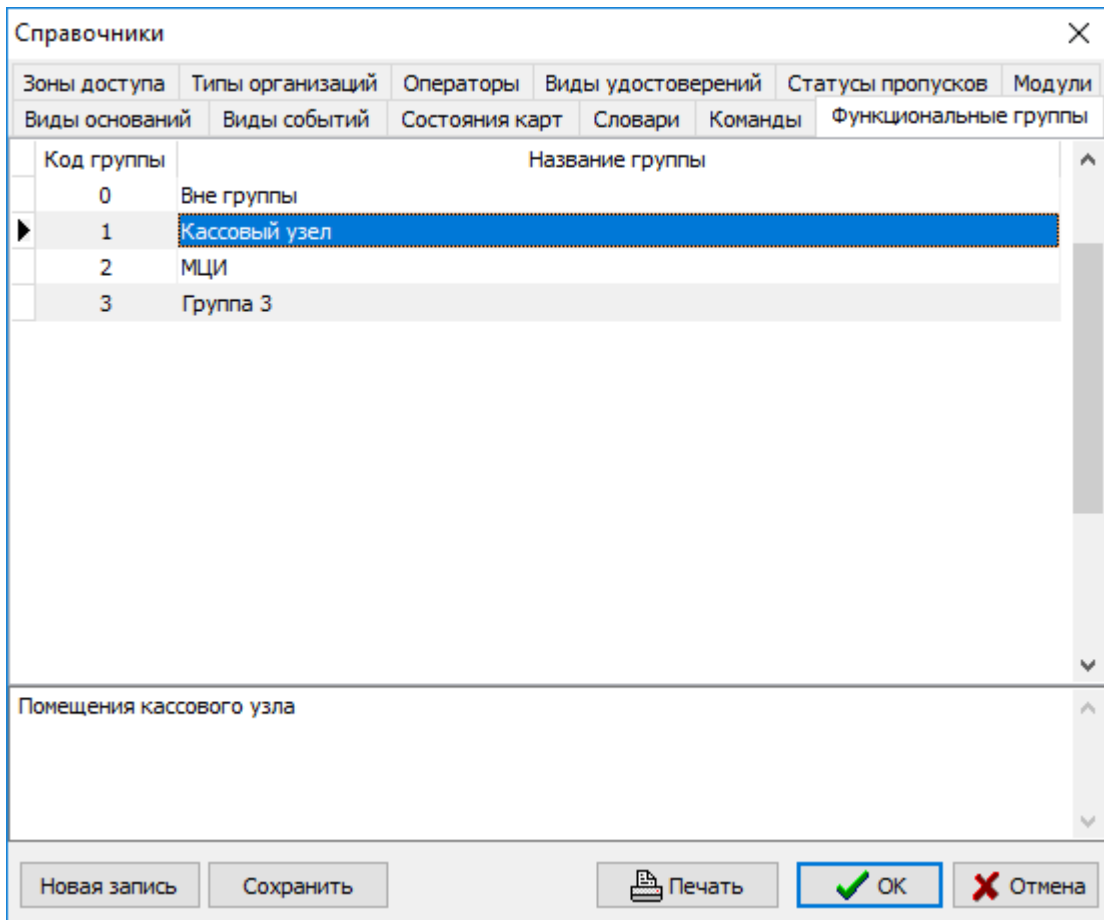 Справочники
Зоны доступа Типы организаций Операторы Виды удостоверений Статусы пропусков Модули
Виды оснований Виды событий Состояния карт Словари Команды Функциональные группы
Код группы Название группы
0 Вне группы
1 Кассовый узел
2 МЦИ
3 Группа 3
Помещения кассового узла
Новая запись Сохранить Печать OK Отмена